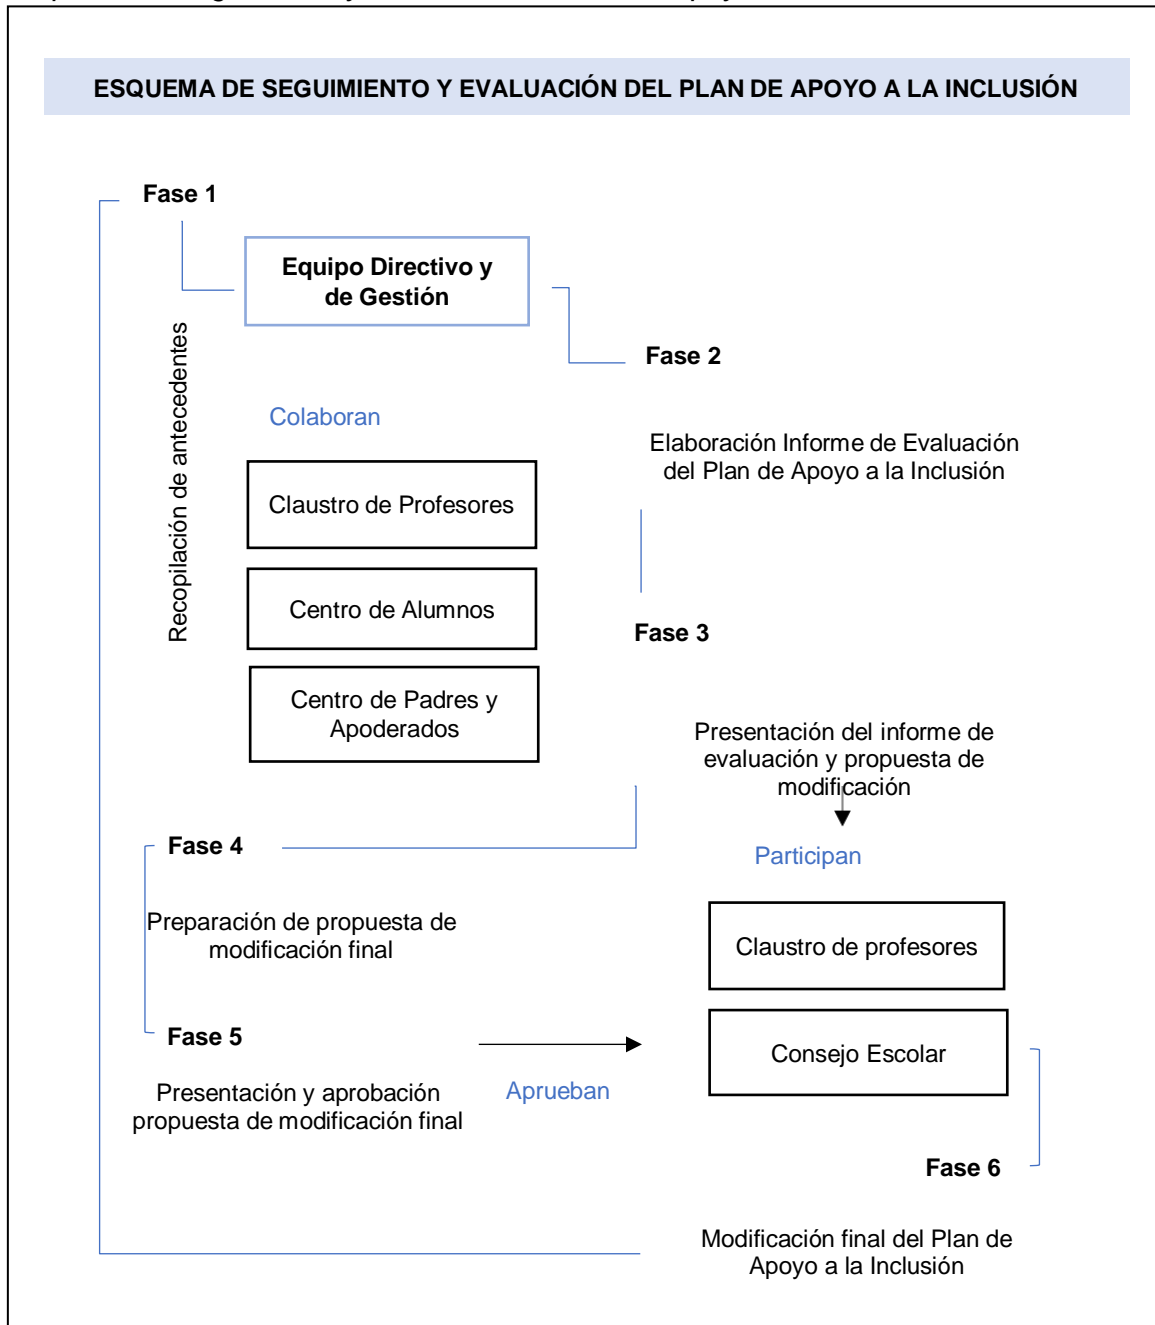 ESQUEMA DE SEGUIMIENTO Y EVALUACIÓN DEL PLAN DE APOYO A LA INCLUSIÓN
Fase 1
Equipo Directivo y
de Gestión
Recopilación de antecedentes
Colaboran
Claustro de Profesores
Centro de Alumnos
Centro de Padres y
Apoderados
Fase 2
Elaboración Informe de Evaluación
del Plan de Apoyo a la Inclusión
Fase 3
Presentación del informe de
evaluación y propuesta de
modificación
Participan
Claustro de profesores
Consejo Escolar
Fase 4
Preparación de propuesta de
modificación final
Fase 5
Presentación y aprobación
propuesta de modificación final
Aprueban
Fase 6
Modificación final del Plan de
Apoyo a la Inclusión